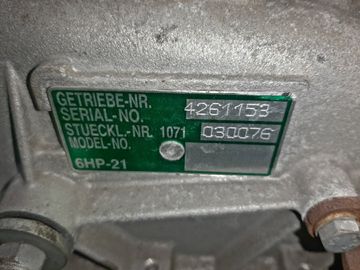 GETRIEBE-NR.
SERIAL-NO. 4261153
STUECKL.-NR. 1071 030076
MODEL-NO.
6HP-21